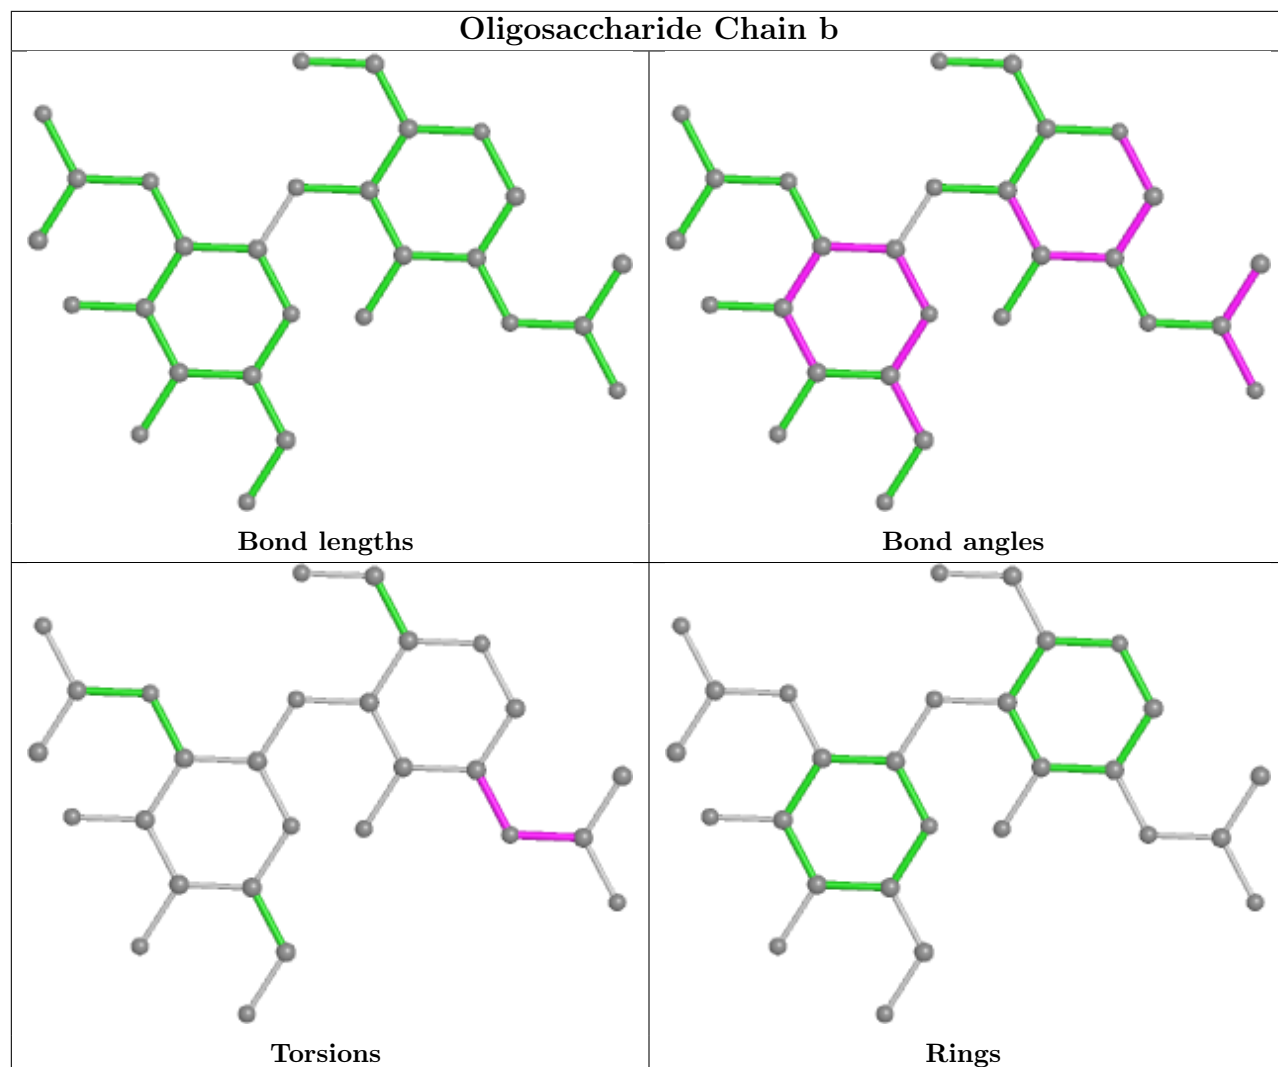 Oligosaccharide Chain b
Bond lengths
Bond angles
Torsions
Rings